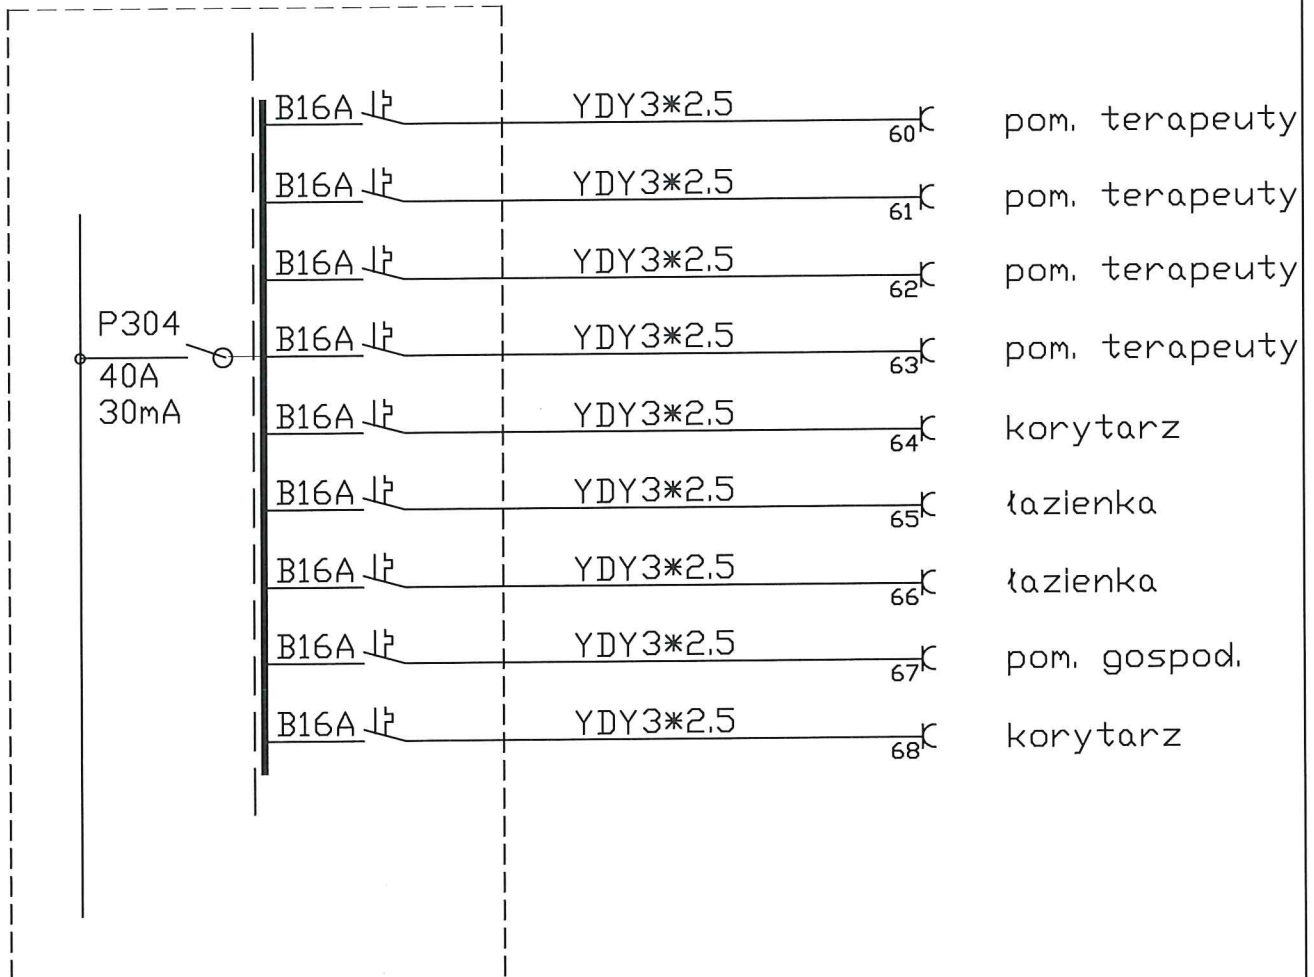 B16A YDY3*2.5 60 pom. terapeuty
B16A YDY3*2.5 61 pom. terapeuty
B16A YDY3*2.5 62 pom. terapeuty
P304
B16A YDY3*2.5 63 pom. terapeuty
40A
30mA
B16A YDY3*2.5 64 korytarz
B16A YDY3*2.5 65 łazienka
B16A YDY3*2.5 66 łazienka
B16A YDY3*2.5 67 pom. gospod.
B16A YDY3*2.5 68 korytarz